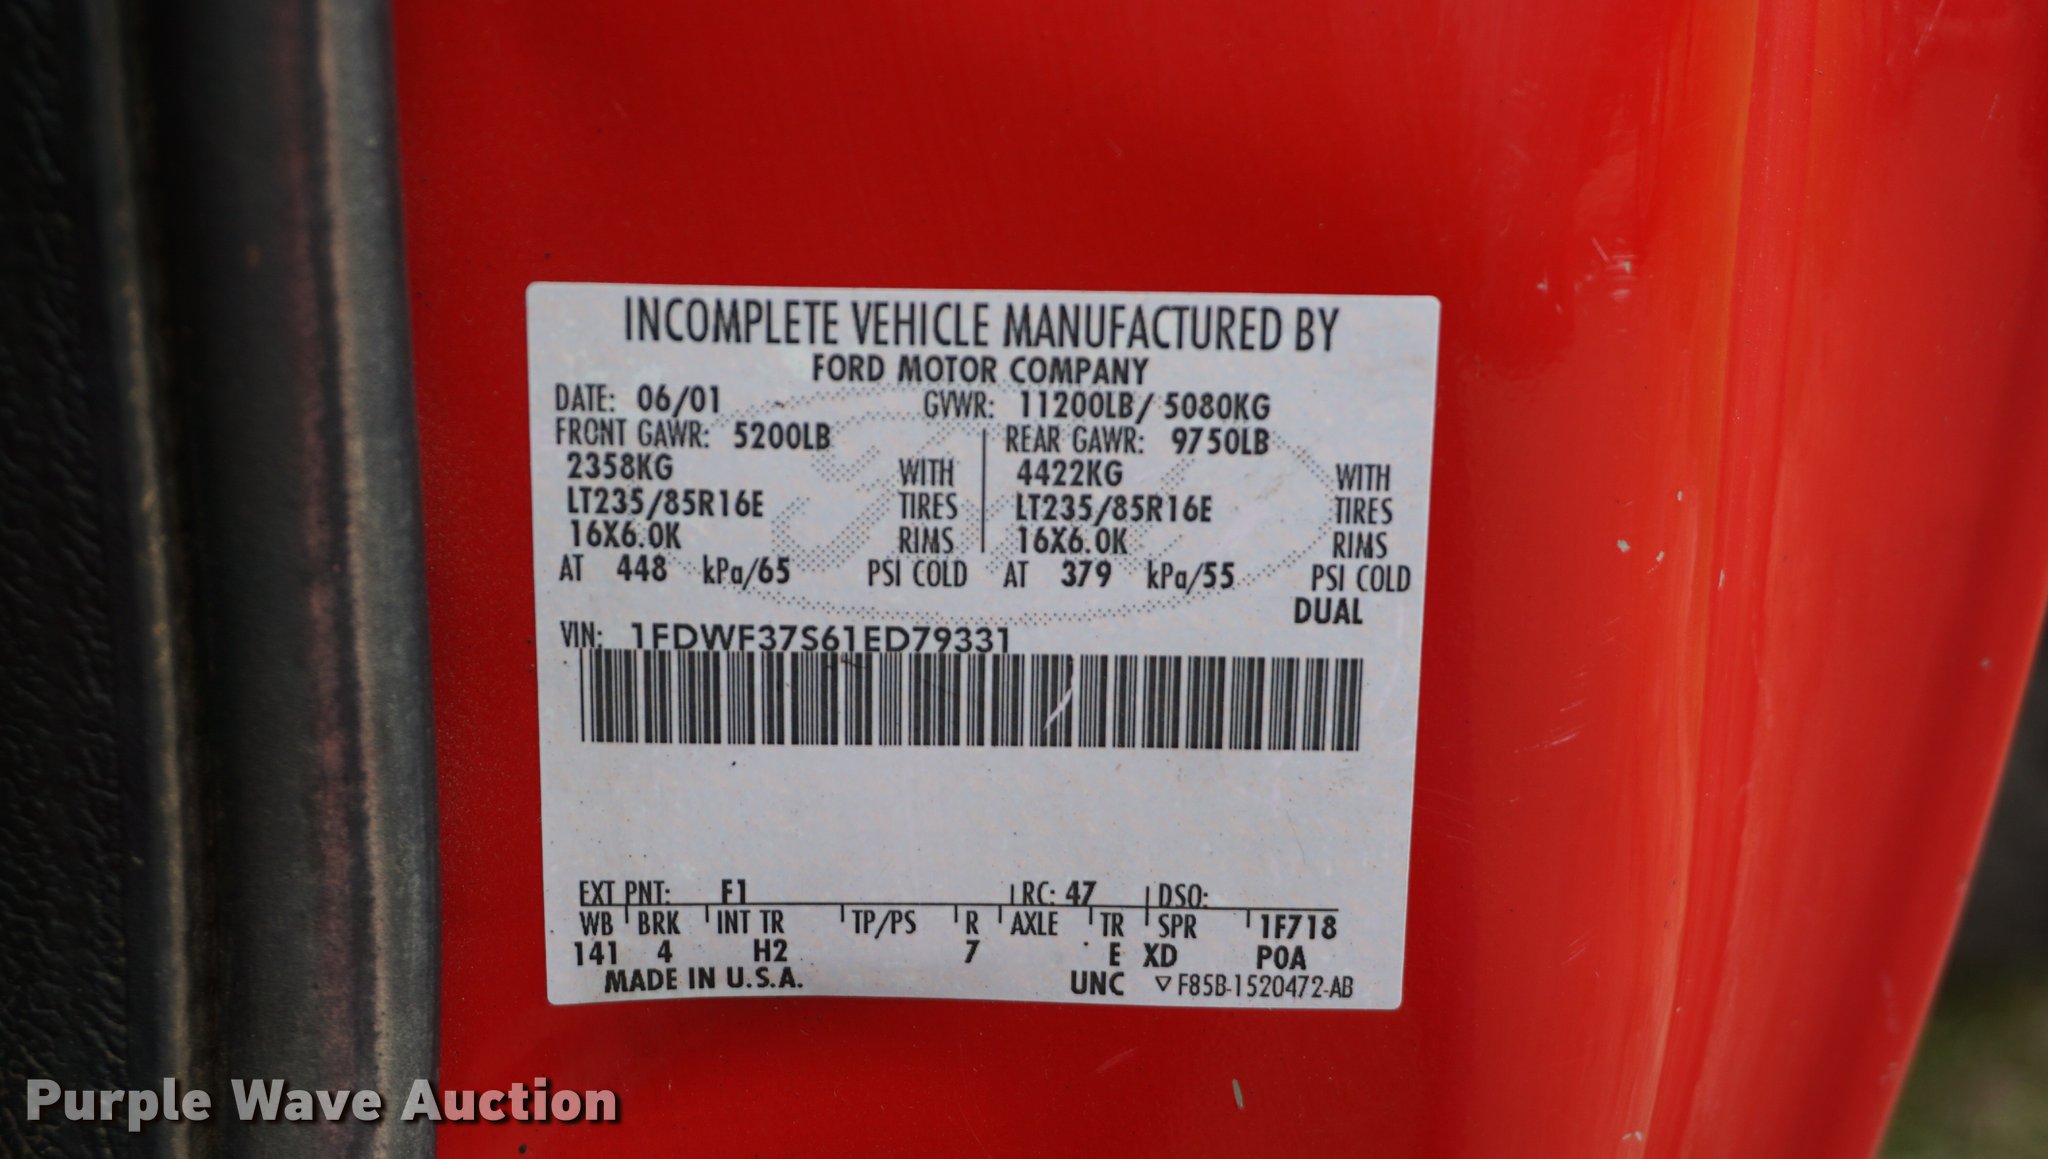 INCOMPLETE VEHICLE MANUFACTURED BY
FORD MOTOR COMPANY
DATE: 06/01 GVWR: 11200LB/ 5080KG
FRONT GAWR: 5200LB REAR GAWR: 9750LB
2358KG WITH 4422KG WITH
LT235/85R16E TIRES LT235/85R16E TIRES
16X6.0K RIMS 16X6.0K RIMS
AT 448 kPa/65 PSI COLD AT 379 kPa/55 PSI COLD
DUAL
VIN: 1FDWF37S61ED79331
EXT PNT: F1 RC: 47 DSO:
WB BRK INT TR TP/PS R AXLE TR SPR 1F718
141 4 H2 7 E XD P0A
MADE IN U.S.A. UNC ▽ F85B-1520472-AB
Purple Wave Auction